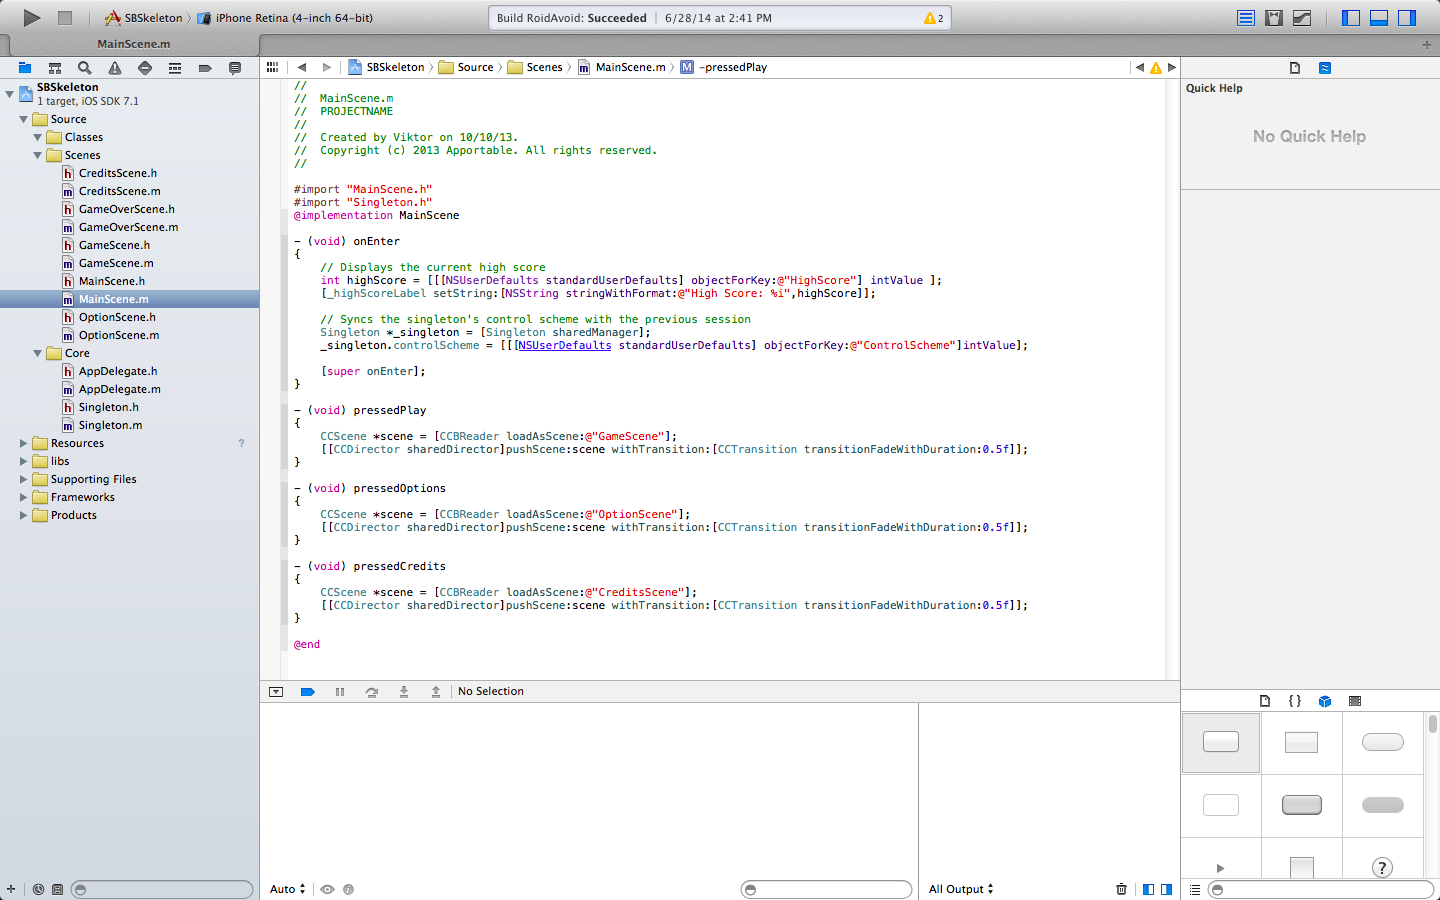 SBSkeleton
iPhone Retina (4-inch 64-bit)
Build RoidAvoid: Succeeded | 6/28/14 at 2:41 PM
2
MainScene.m
SBSkeleton
1 target, iOS SDK 7.1
Source
Classes
Scenes
CreditsScene.h
CreditsScene.m
GameOverScene.h
GameOverScene.m
GameScene.h
GameScene.m
MainScene.h
MainScene.m
OptionScene.h
OptionScene.m
Core
AppDelegate.h
AppDelegate.m
Singleton.h
Singleton.m
Resources ?
libs
Supporting Files
Frameworks
Products
SBSkeleton Source Scenes MainScene.m M -pressedPlay
//
//  MainScene.m
//  PROJECTNAME
//
//  Created by Viktor on 10/10/13.
//  Copyright (c) 2013 Apportable. All rights reserved.
//
#import "MainScene.h"
#import "Singleton.h"
@implementation MainScene
- (void) onEnter
{
    // Displays the current high score
    int highScore = [[[NSUserDefaults standardUserDefaults] objectForKey:@"HighScore"] intValue ];
    [_highScoreLabel setString:[NSString stringWithFormat:@"High Score: %i",highScore]];
    // Syncs the singleton's control scheme with the previous session
    Singleton *_singleton = [Singleton sharedManager];
    _singleton.controlScheme = [[[NSUserDefaults standardUserDefaults] objectForKey:@"ControlScheme"]intValue];
    [super onEnter];
}
- (void) pressedPlay
{
    CCScene *scene = [CCBReader loadAsScene:@"GameScene"];
    [[CCDirector sharedDirector]pushScene:scene withTransition:[CCTransition transitionFadeWithDuration:0.5f]];
}
- (void) pressedOptions
{
    CCScene *scene = [CCBReader loadAsScene:@"OptionScene"];
    [[CCDirector sharedDirector]pushScene:scene withTransition:[CCTransition transitionFadeWithDuration:0.5f]];
}
- (void) pressedCredits
{
    CCScene *scene = [CCBReader loadAsScene:@"CreditsScene"];
    [[CCDirector sharedDirector]pushScene:scene withTransition:[CCTransition transitionFadeWithDuration:0.5f]];
}
@end
No Selection
Auto
All Output
Quick Help
No Quick Help
{ }
?